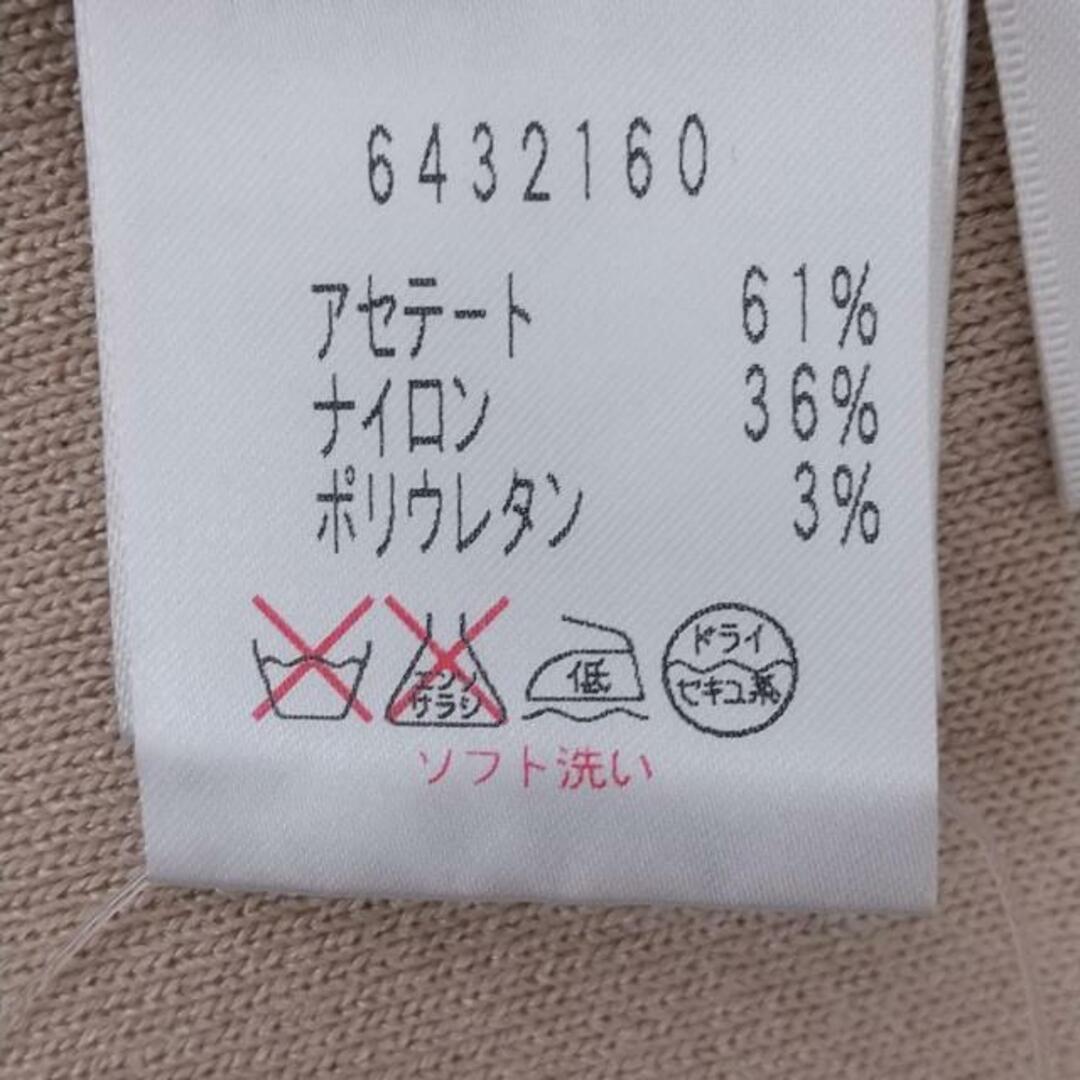 6432160
アセテート 61%
ナイロン 36%
ポリウレタン 3%
エンソ
サラシ
低
ドライ
セキユ系
ソフト洗い